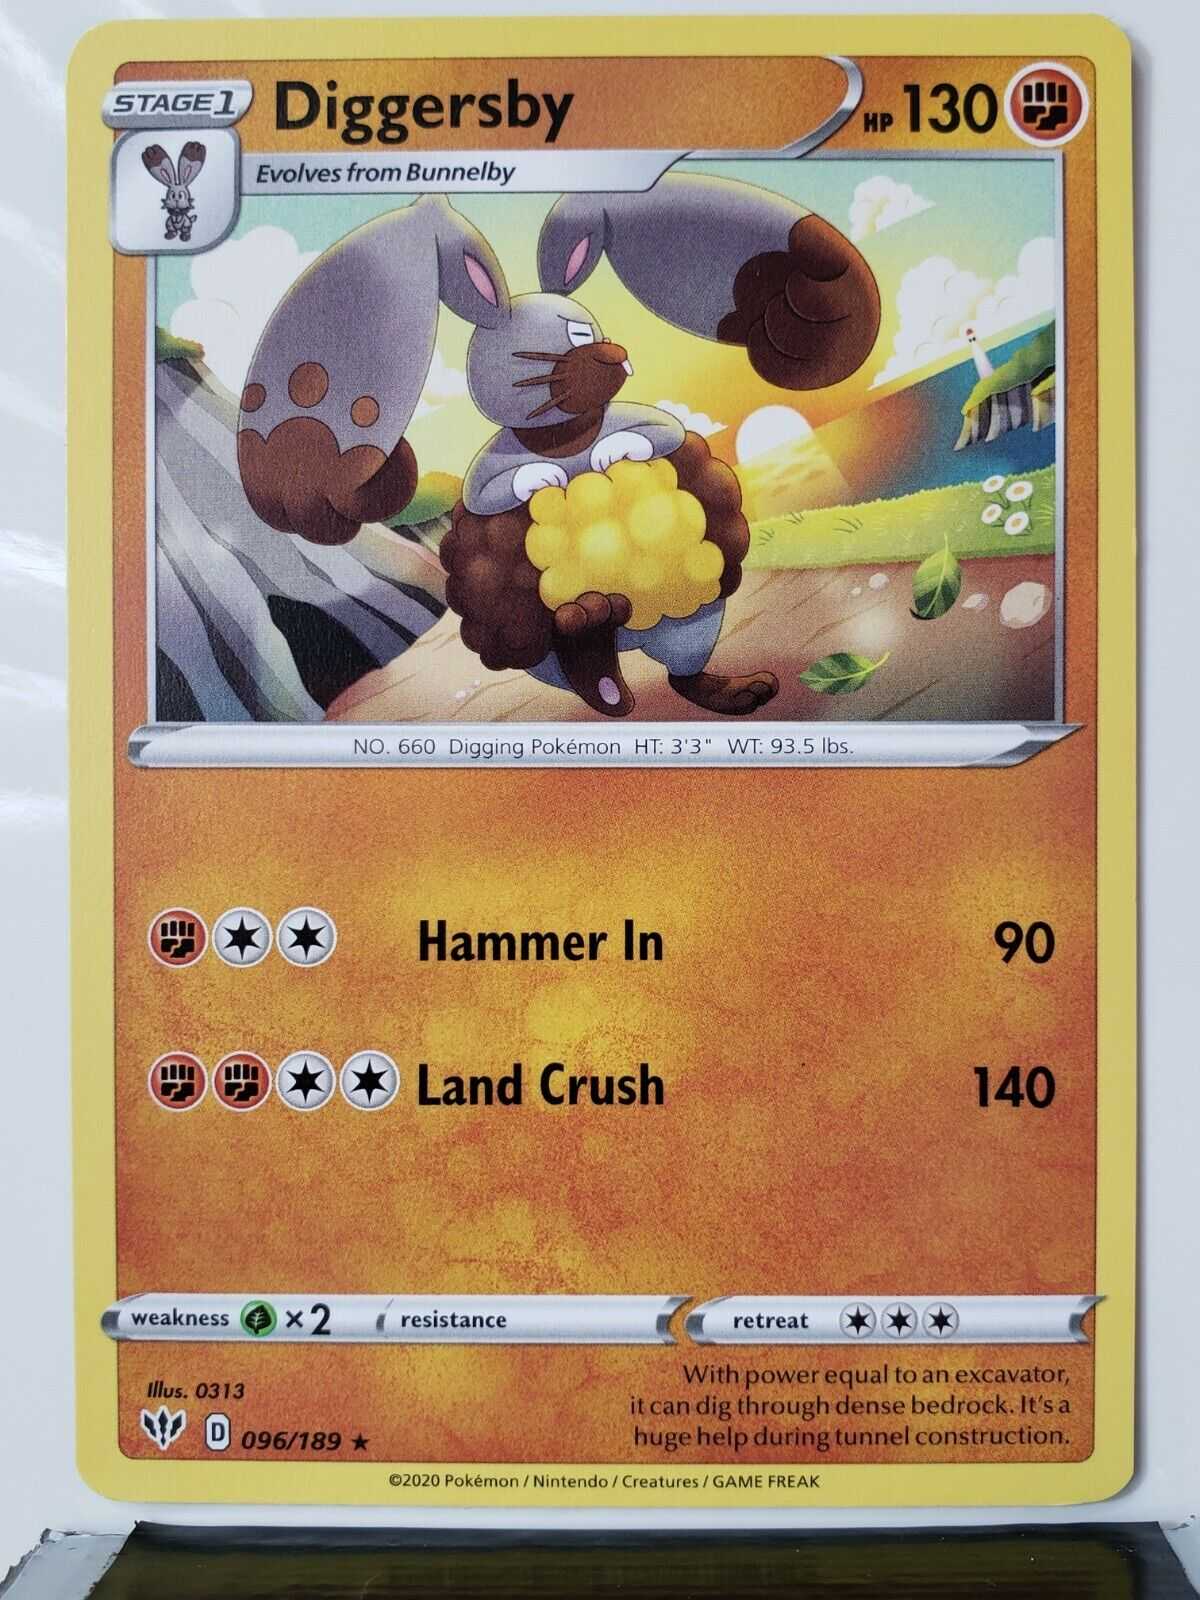 STAGE 1
Diggersby
HP 130
Evolves from Bunnelby
NO. 660 Digging Pokémon HT: 3'3" WT: 93.5 lbs.
Hammer In 90
Land Crush 140
weakness ×2 resistance retreat
Illus. 0313
With power equal to an excavator,
it can dig through dense bedrock. It's a
huge help during tunnel construction.
D 096/189 ★
©2020 Pokémon / Nintendo / Creatures / GAME FREAK